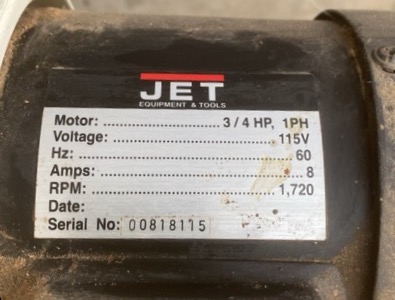 JET
EQUIPMENT & TOOLS
Motor: ........................ 3/4 HP, 1PH
Voltage: ................................. 115V
Hz: ............................................. 60
Amps: ........................................ 8
RPM: .................................... 1,720
Date:
Serial No: 00818115